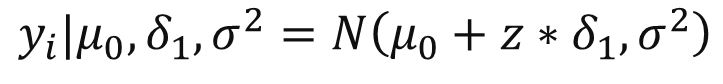 𝑦ᵢ|𝜇₀, 𝛿₁, 𝜎² = 𝑁(𝜇₀ + 𝑧 ∗ 𝛿₁, 𝜎²)